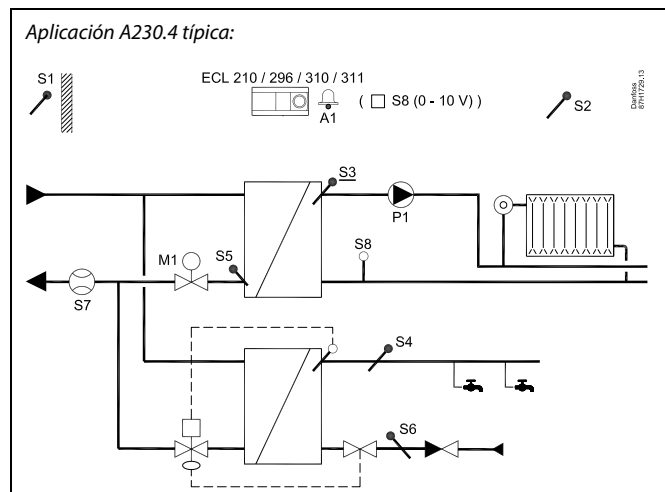 Aplicación A230.4 típica:
S1
ECL 210 / 296 / 310 / 311
A1
( S8 (0 - 10 V) )
S2
Danfoss
87H1729.13
S3
P1
S8
M1
S5
S7
S4
S6